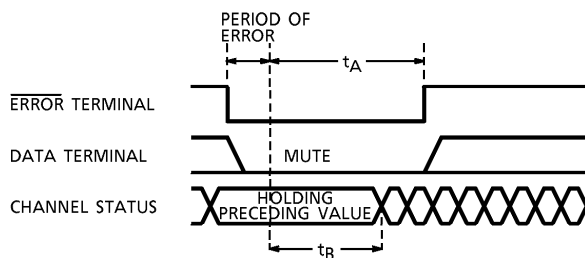 PERIOD OF
ERROR
tA
ERROR TERMINAL
DATA TERMINAL
MUTE
CHANNEL STATUS
HOLDING
PRECEDING VALUE
tB